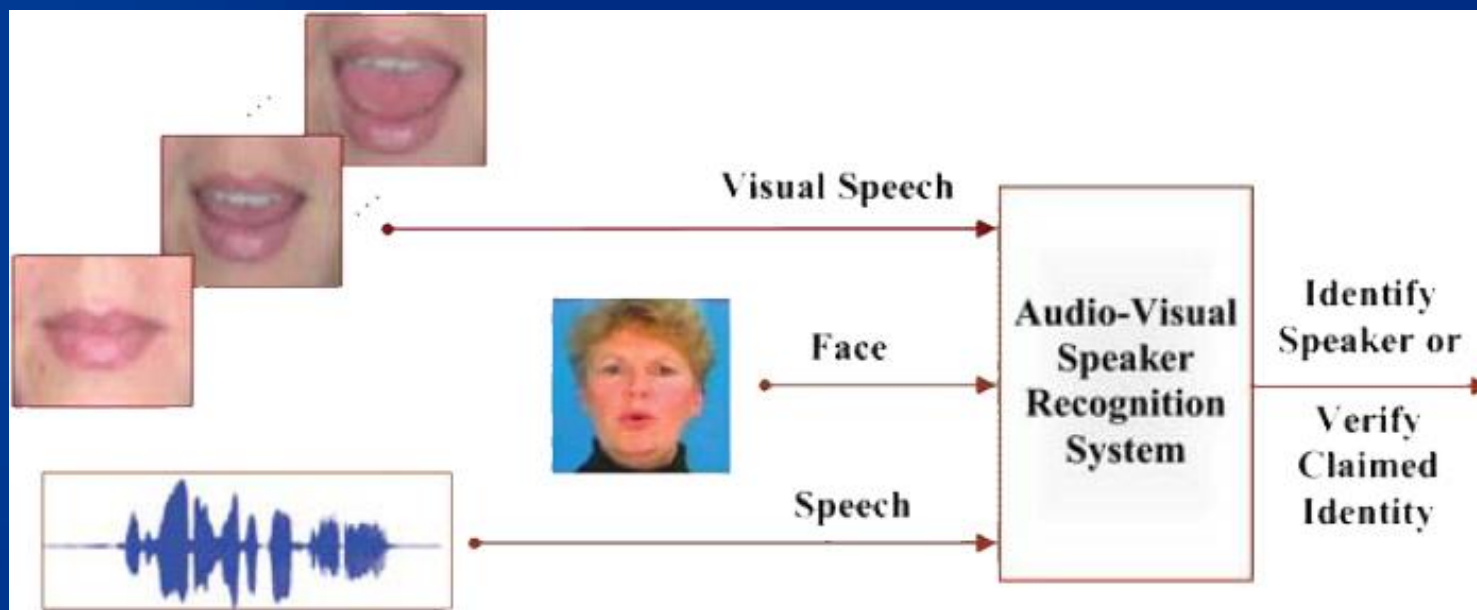 Visual Speech
Face
Speech
Audio-Visual
Speaker
Recognition
System
Identify
Speaker or
Verify
Claimed
Identity